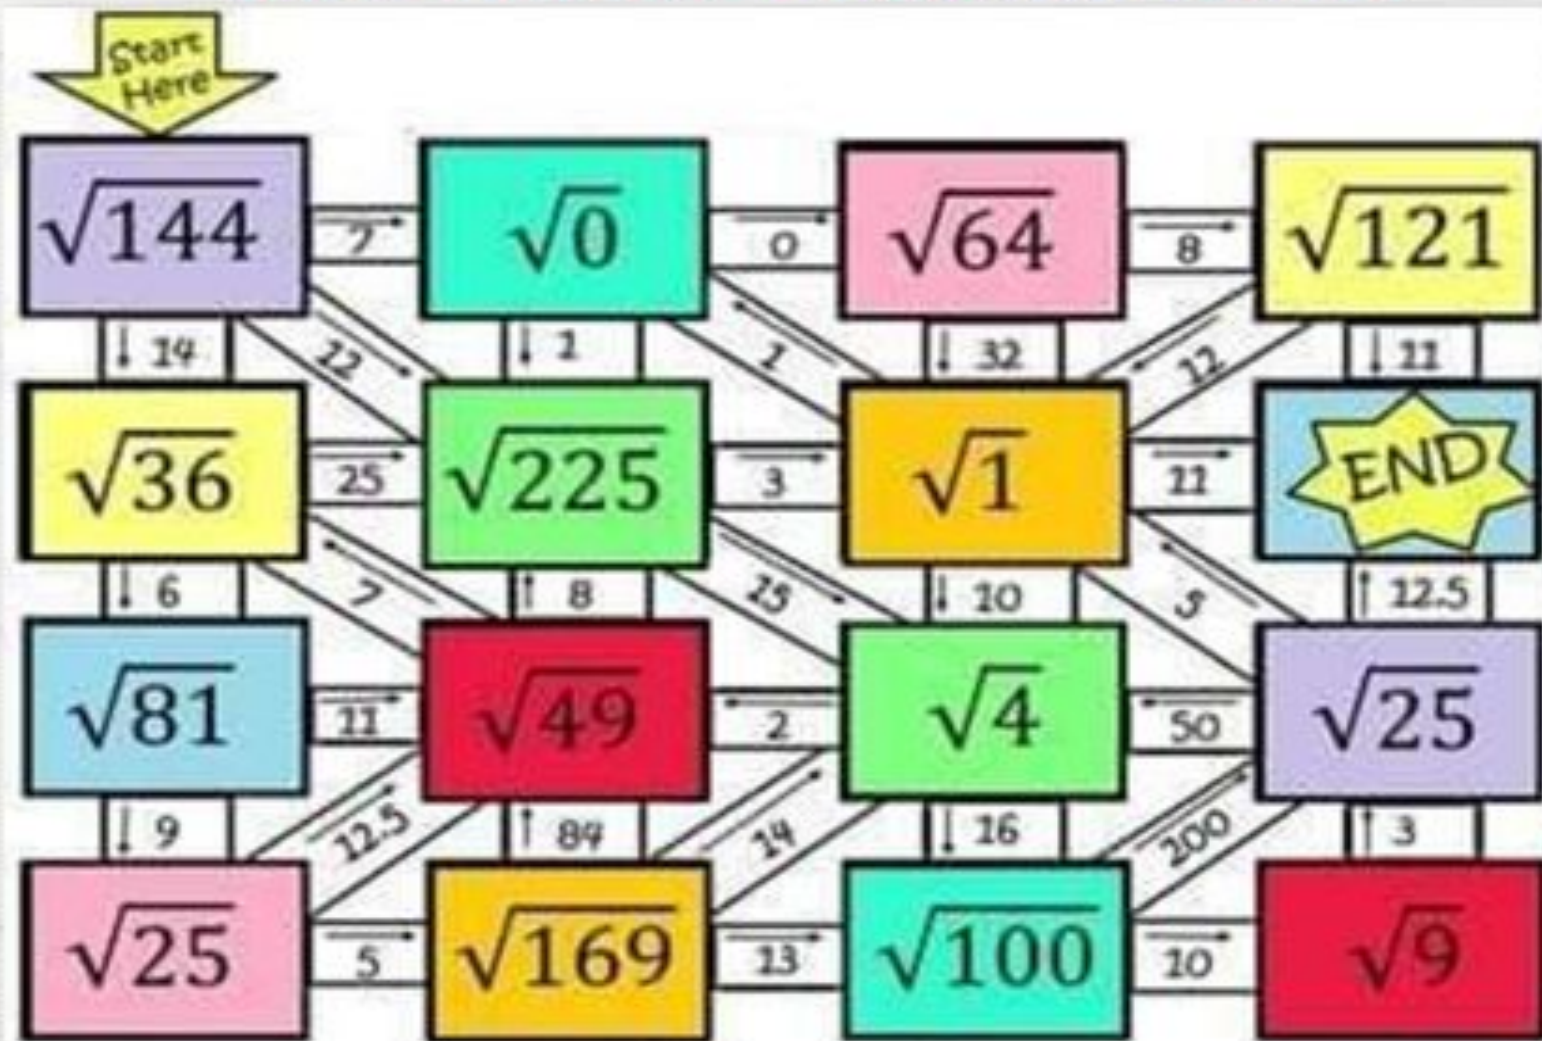 Start
Here
√144 7 √0 0 √64 8 √121
14 12 1 1 32 12 11
√36 25 √225 3 √1 11 END
6 7 8 15 10 5 12.5
√81 11 √49 2 √4 50 √25
9 12.5 84 14 16 200 3
√25 5 √169 13 √100 10 √9